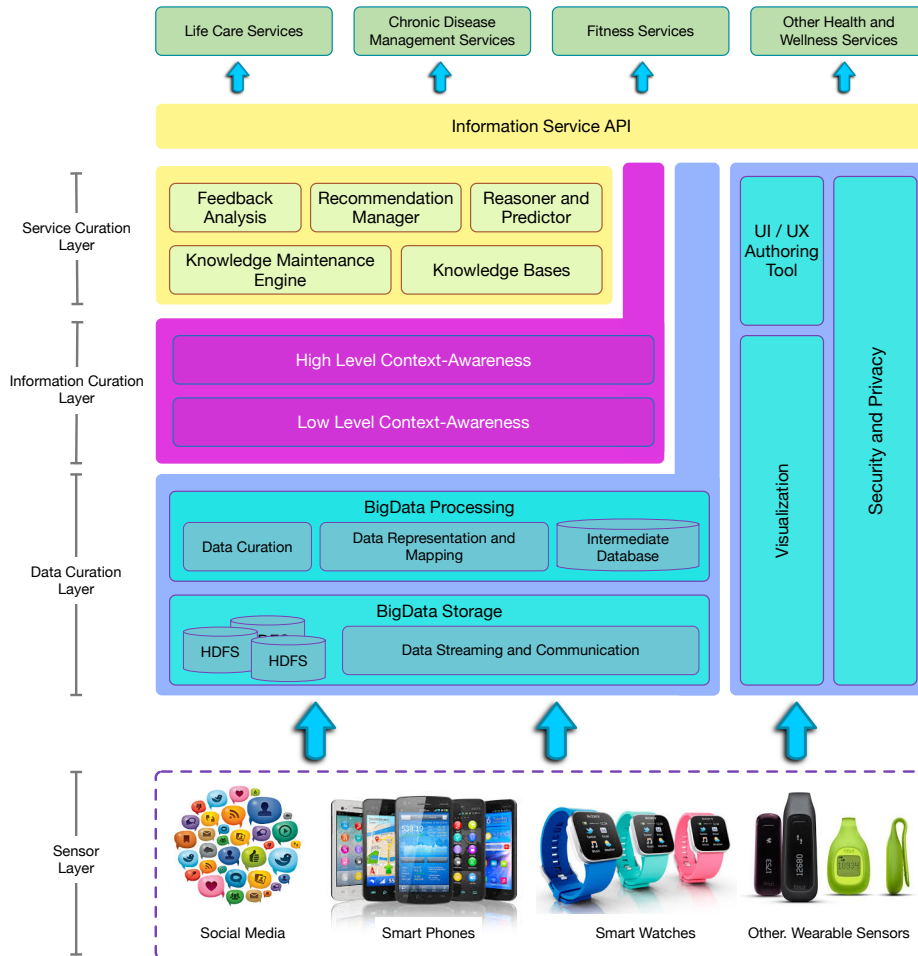 Life Care Services
Chronic Disease
Management Services
Fitness Services
Other Health and
Wellness Services
Information Service API
Service Curation
Layer
Feedback
Analysis
Recommendation
Manager
Reasoner and
Predictor
Knowledge Maintenance
Engine
Knowledge Bases
UI / UX
Authoring
Tool
Security and Privacy
Information Curation
Layer
High Level Context-Awareness
Low Level Context-Awareness
Visualization
Data Curation
Layer
BigData Processing
Data Curation
Data Representation and
Mapping
Intermediate
Database
BigData Storage
HDFS
HDFS
HDFS
Data Streaming and Communication
Sensor
Layer
1753
12680
10934
Social Media
Smart Phones
Smart Watches
Other. Wearable Sensors